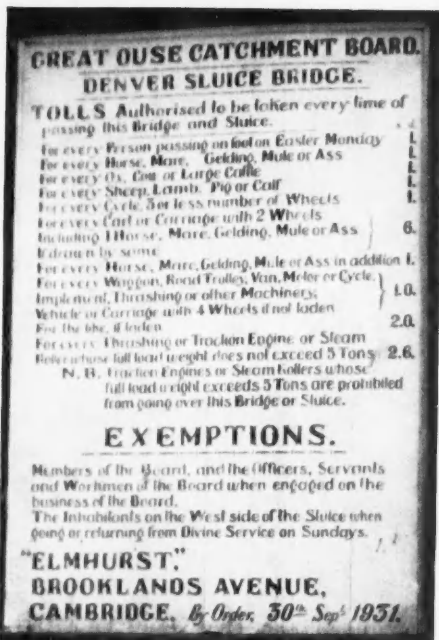 GREAT OUSE CATCHMENT BOARD.
DENVER SLUICE BRIDGE.
TOLLS Authorised to be taken every time of
passing this Bridge and Sluice.
For every Person passing on foot on Easter Monday 1.
For every Horse, Mare, Gelding, Mule or Ass 1.
For every Ox, Cow or Large Cattle 1.
For every Sheep, Lamb, Pig or Calf 1.
For every Cycle, 3 or less number of Wheels 1.
For every Cart or Carriage with 2 Wheels
Including 1 Horse, Mare, Gelding, Mule or Ass 6.
If drawn by same
For every Horse, Mare, Gelding, Mule or Ass in addition 1.
For every Waggon, Road Trolley, Van, Motor or Cycle,
Implement, Thrashing or other Machinery, 1.0.
Vehicle or Carriage with 4 Wheels if not laden
For the like, if laden 2.0.
For every Thrashing or Traction Engine or Steam
Roller whose full load weight does not exceed 5 Tons 2.6.
N.B. Traction Engines or Steam Rollers whose
full load weight exceeds 5 Tons are prohibited
from going over this Bridge or Sluice.
EXEMPTIONS.
Members of the Board, and the Officers, Servants
and Workmen of the Board when engaged on the
business of the Board.
The Inhabitants on the West side of the Sluice when
going or returning from Divine Service on Sundays.
"ELMHURST,"
BROOKLANDS AVENUE,
CAMBRIDGE. By Order, 30th Sept. 1931.